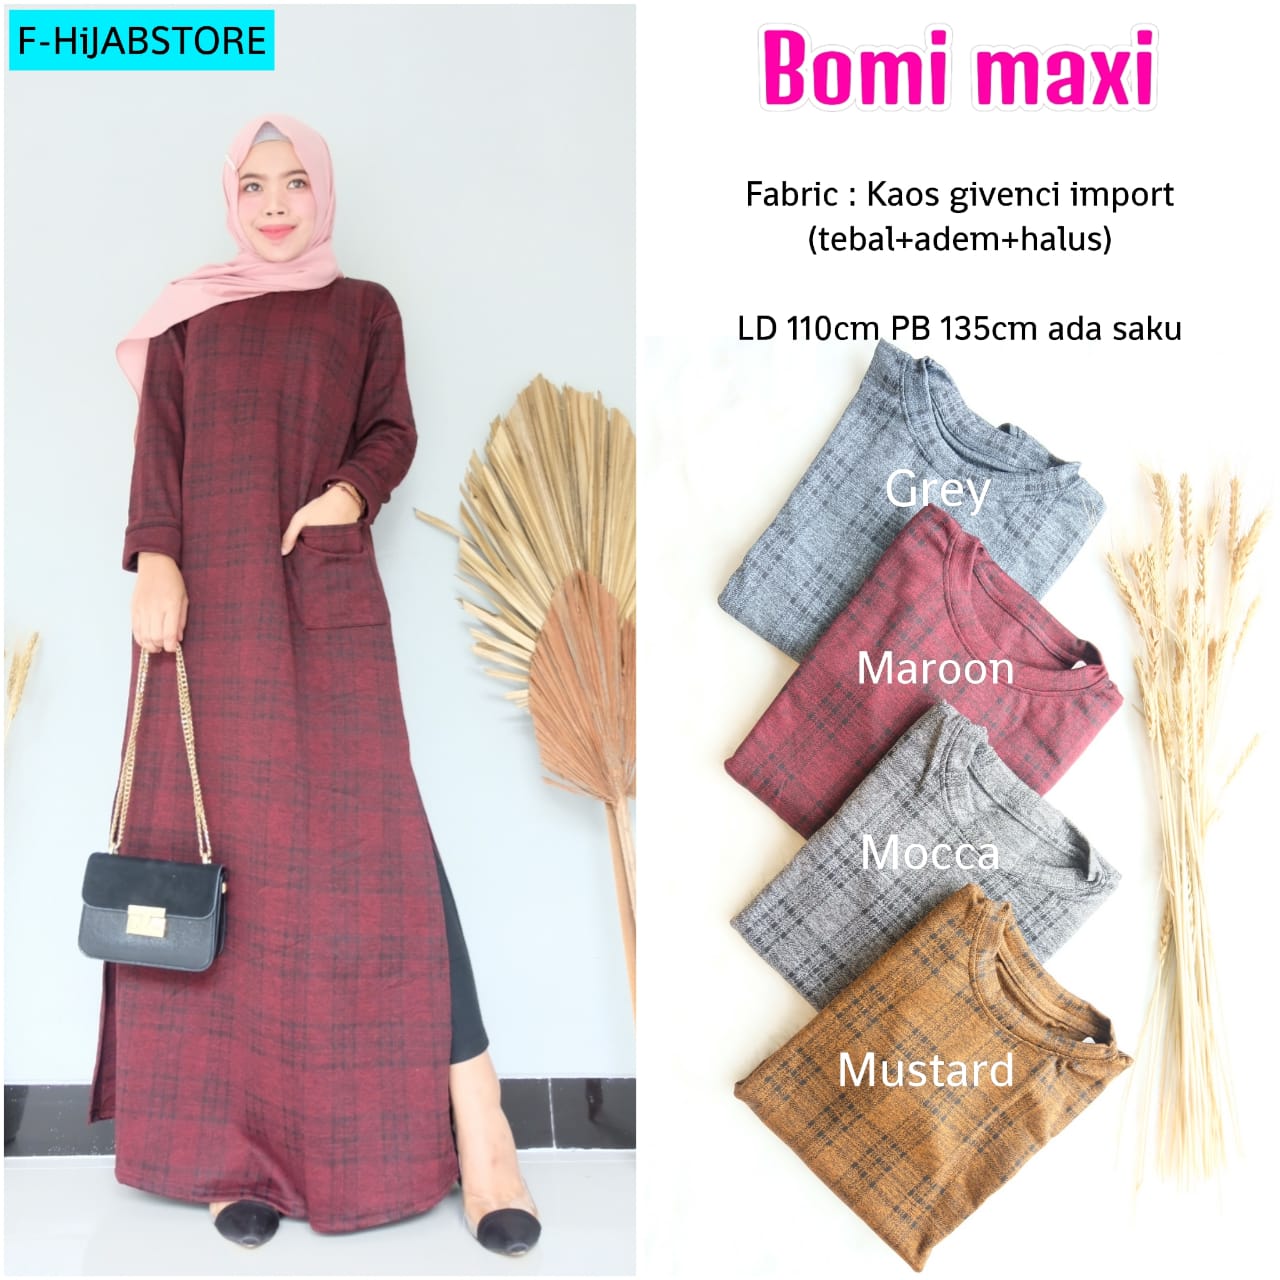 F-HiJABSTORE
Bomi maxi
Fabric : Kaos givenci import
(tebal+adem+halus)
LD 110cm PB 135cm ada saku
Grey
Maroon
Mocca
Mustard